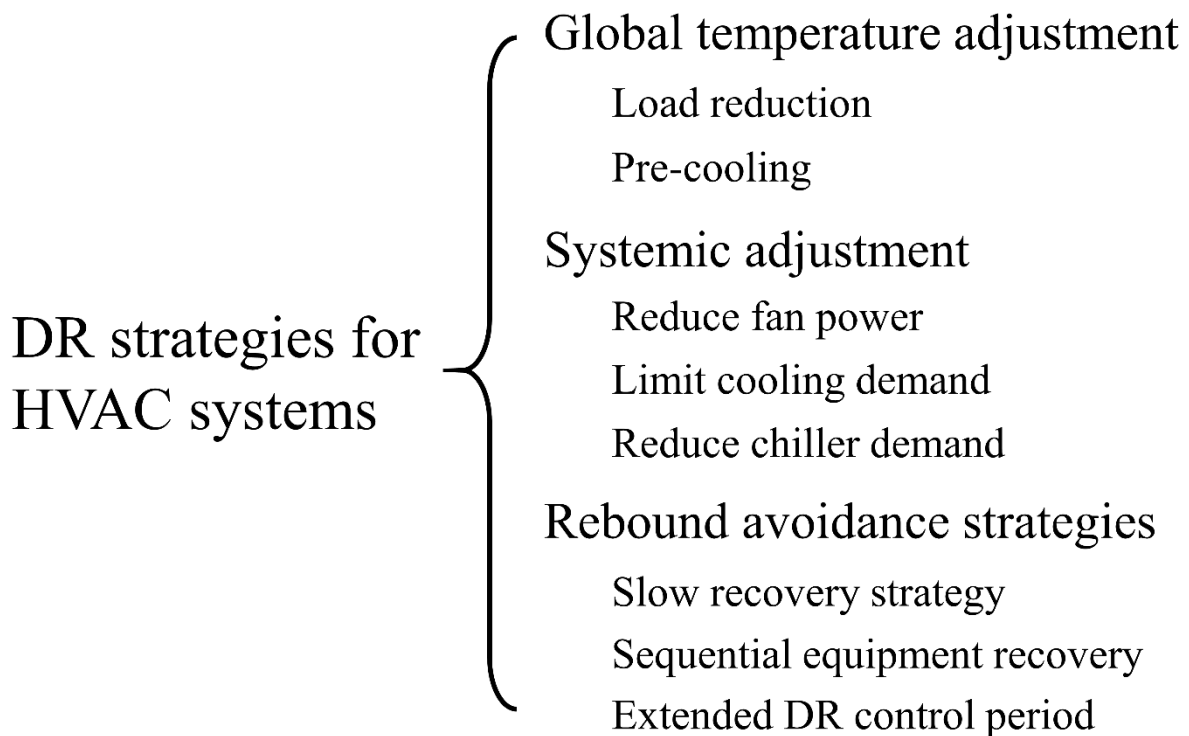 DR strategies for
HVAC systems
Global temperature adjustment
Load reduction
Pre-cooling
Systemic adjustment
Reduce fan power
Limit cooling demand
Reduce chiller demand
Rebound avoidance strategies
Slow recovery strategy
Sequential equipment recovery
Extended DR control period